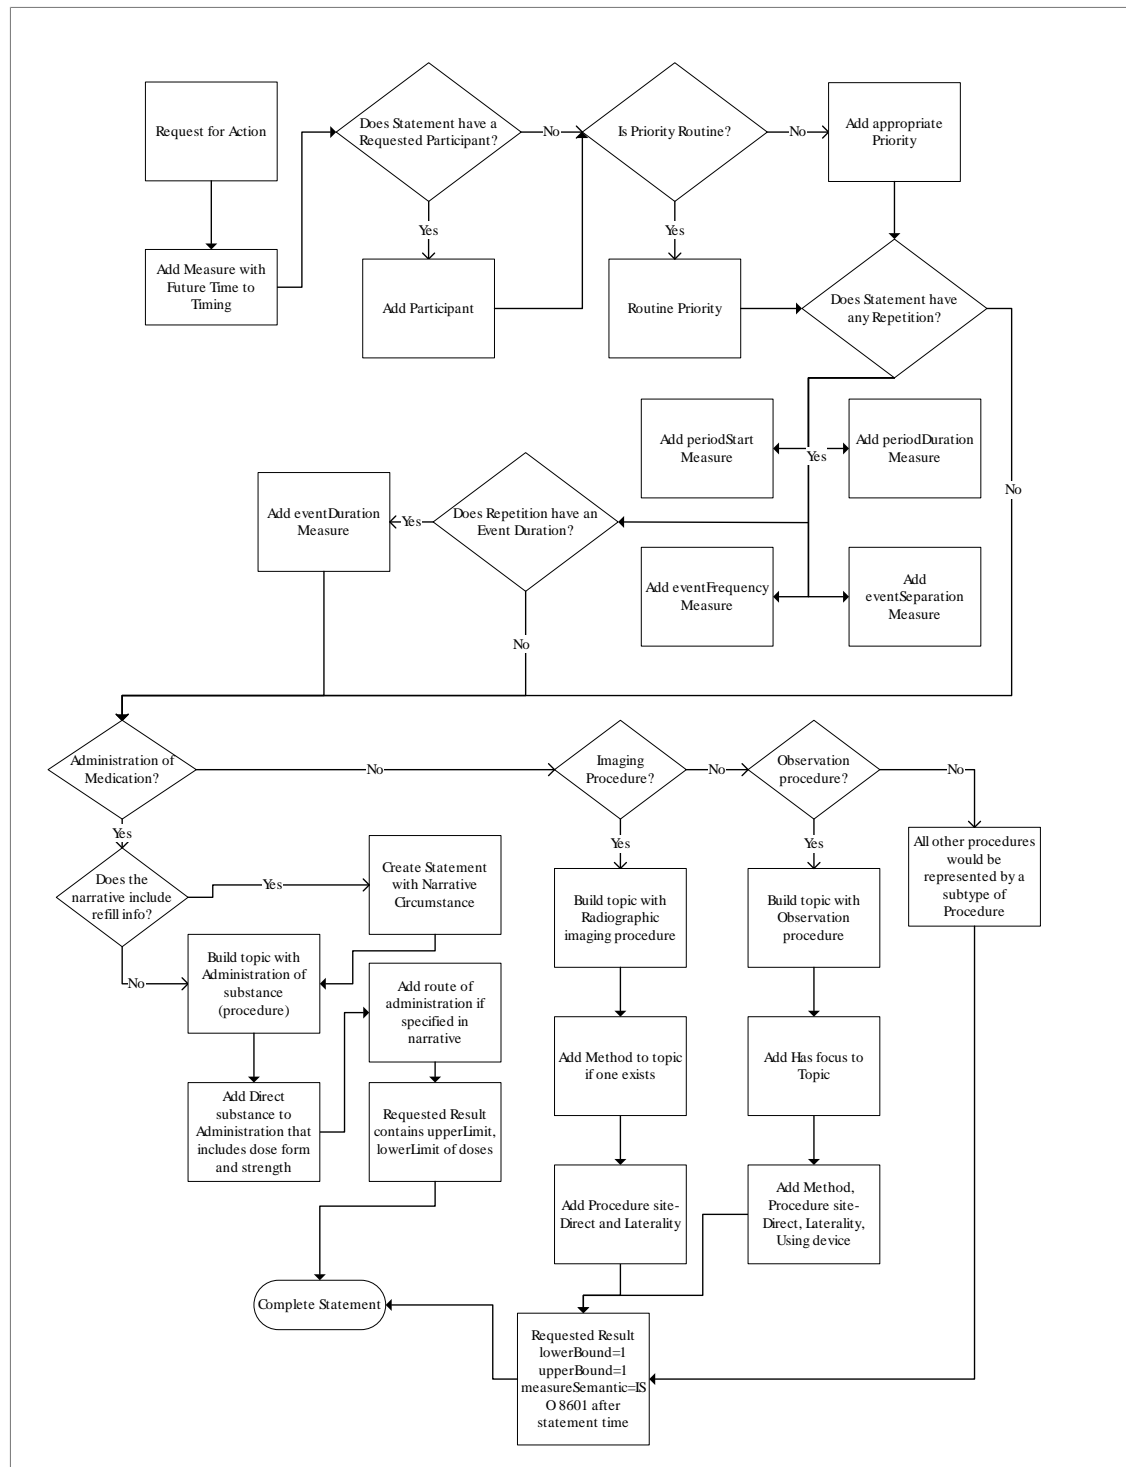 Request for Action
Does Statement have a
Requested Participant?
No
Is Priority Routine?
No
Add appropriate
Priority
Yes
Yes
Add Measure with
Future Time to
Timing
Add Participant
Routine Priority
Does Statement have
any Repetition?
Add periodStart
Measure
Yes
Add periodDuration
Measure
No
Add eventDuration
Measure
Yes
Does Repetition have an
Event Duration?
Add eventFrequency
Measure
Add
eventSeparation
Measure
No
Administration of
Medication?
No
Imaging
Procedure?
No
Observation
procedure?
No
Yes
Yes
Yes
Does the
narrative include
refill info?
Yes
Create Statement
with Narrative
Circumstance
Build topic with
Radiographic
imaging procedure
Build topic with
Observation
procedure
All other procedures
would be
represented by a
subtype of
Procedure
No
Build topic with
Administration of
substance
(procedure)
Add route of
administration if
specified in
narrative
Add Method to topic
if one exists
Add Has focus to
Topic
Add Direct
substance to
Administration that
includes dose form
and strength
Requested Result
contains upperLimit,
lowerLimit of doses
Add Procedure site-
Direct and Laterality
Add Method,
Procedure site-
Direct, Laterality,
Using device
Complete Statement
Requested Result
lowerBound=1
upperBound=1
measureSemantic=IS
O 8601 after
statement time